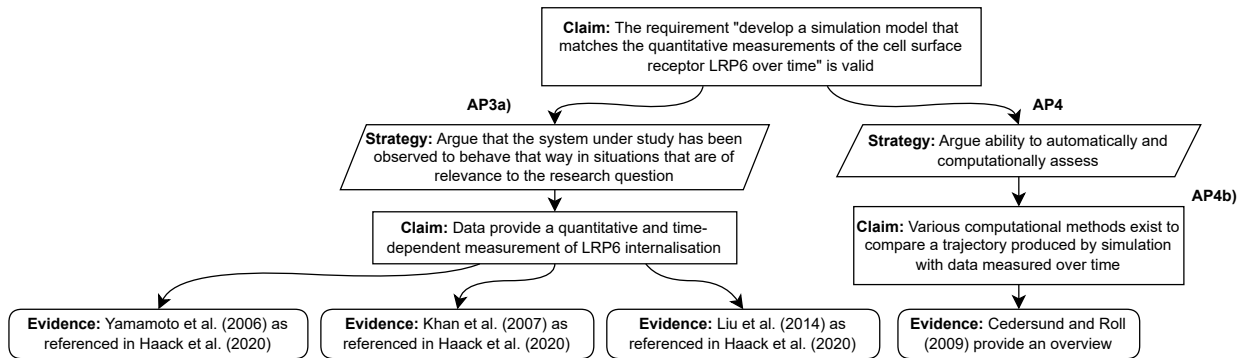 Claim: The requirement "develop a simulation model that
matches the quantitative measurements of the cell surface
receptor LRP6 over time" is valid
AP3a)
AP4
Strategy: Argue that the system under study has been
observed to behave that way in situations that are of
relevance to the research question
Strategy: Argue ability to automatically and
computationally assess
AP4b)
Claim: Data provide a quantitative and time-
dependent measurement of LRP6 internalisation
Claim: Various computational methods exist to
compare a trajectory produced by simulation
with data measured over time
Evidence: Yamamoto et al. (2006) as
referenced in Haack et al. (2020)
Evidence: Khan et al. (2007) as
referenced in Haack et al. (2020)
Evidence: Liu et al. (2014) as
referenced in Haack et al. (2020)
Evidence: Cedersund and Roll
(2009) provide an overview